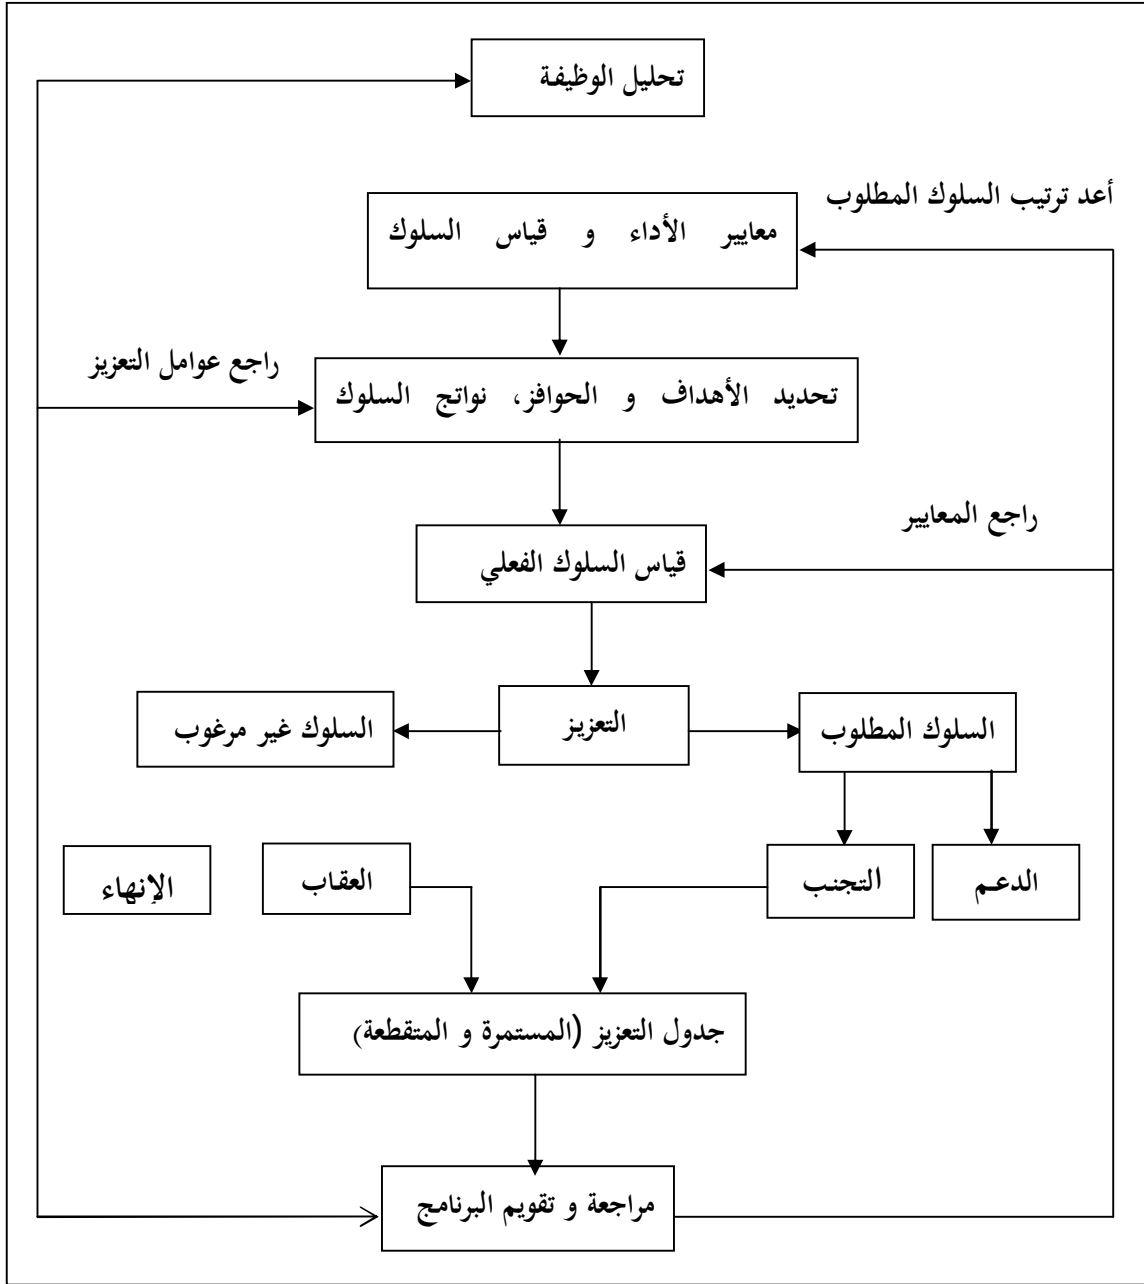 تحليل الوظيفة
أعد ترتيب السلوك المطلوب
معايير الأداء و قياس السلوك
راجع عوامل التعزيز
تحديد الأهداف و الحوافز، نواتج السلوك
راجع المعايير
قياس السلوك الفعلي
السلوك المطلوب
التعزيز
السلوك غير مرغوب
الدعم
التجنب
العقاب
الإنهاء
جدول التعزيز (المستمرة و المتقطعة)
مراجعة و تقويم البرنامج